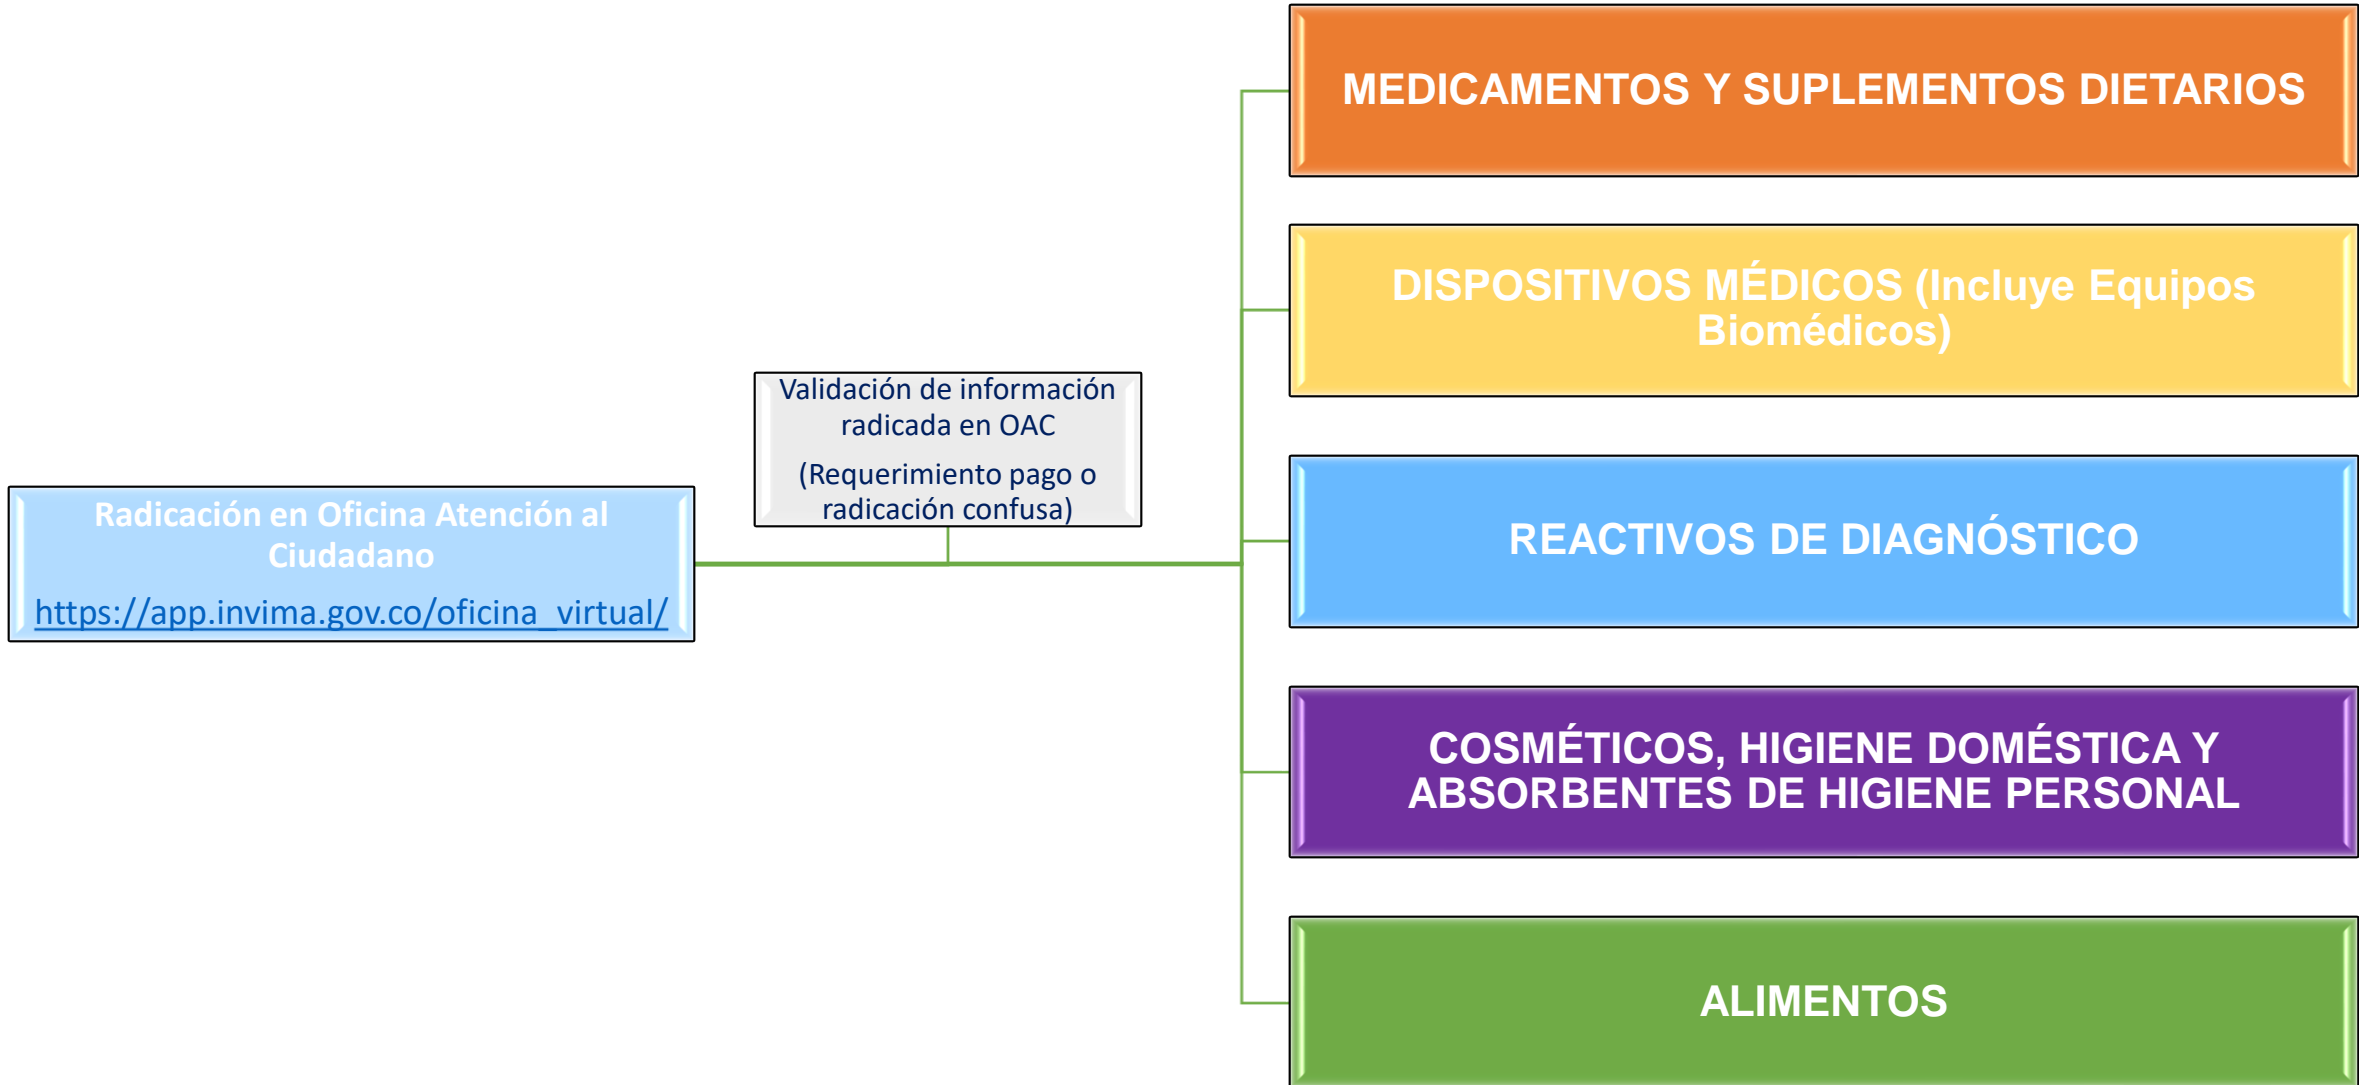 Radicación en Oficina Atención al
Ciudadano
https://app.invima.gov.co/oficina_virtual/
Validación de información
radicada en OAC
(Requerimiento pago o
radicación confusa)
MEDICAMENTOS Y SUPLEMENTOS DIETARIOS
DISPOSITIVOS MÉDICOS (Incluye Equipos
Biomédicos)
REACTIVOS DE DIAGNÓSTICO
COSMÉTICOS, HIGIENE DOMÉSTICA Y
ABSORBENTES DE HIGIENE PERSONAL
ALIMENTOS